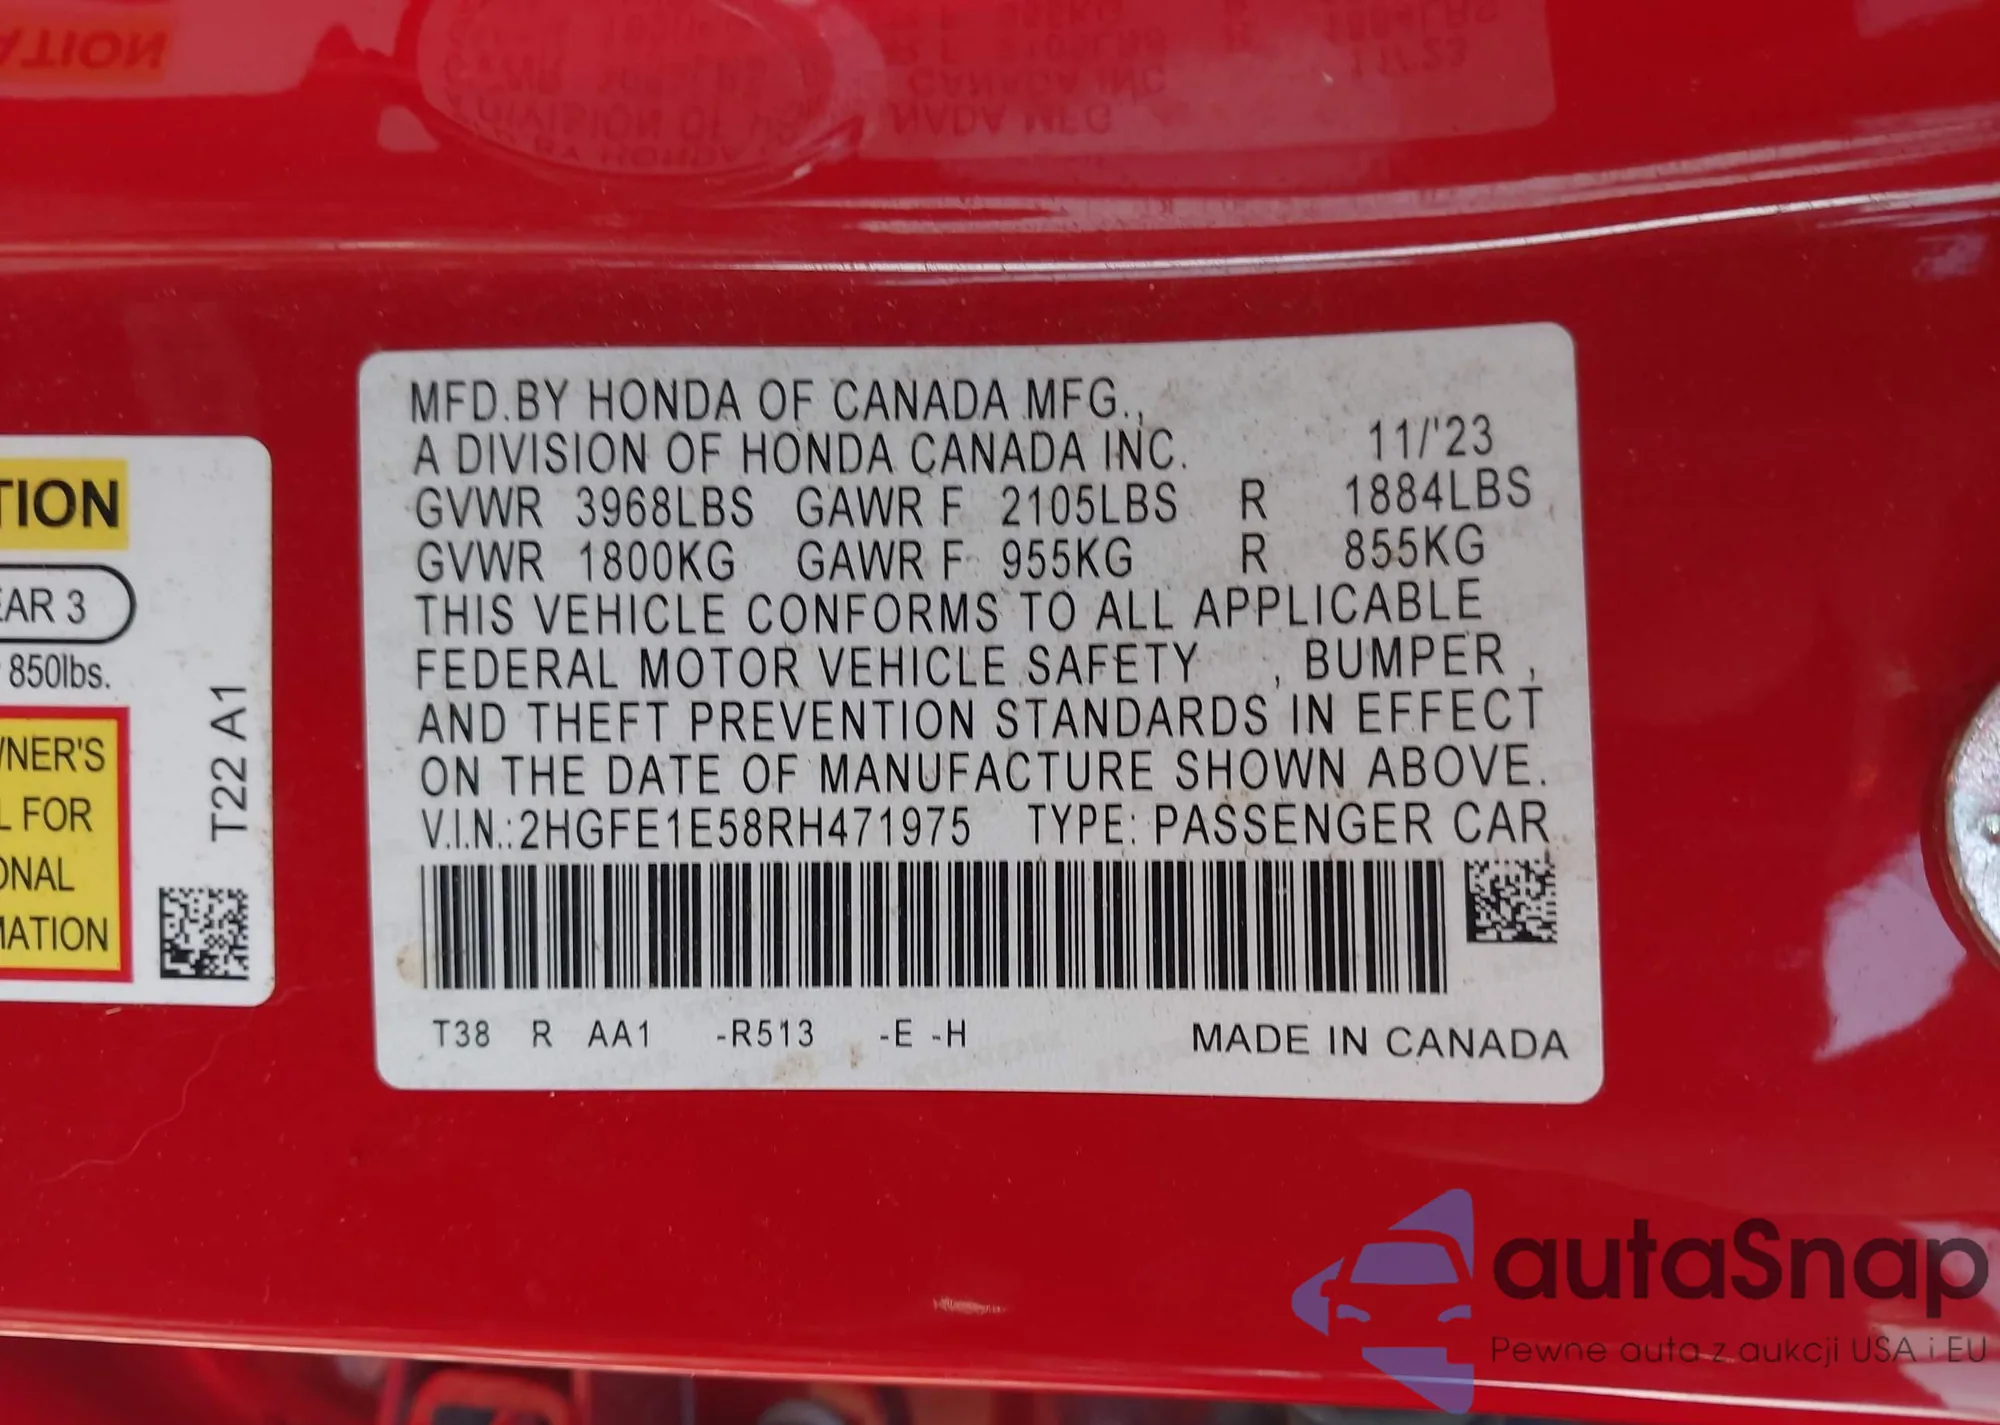 MFD.BY HONDA OF CANADA MFG.,
A DIVISION OF HONDA CANADA INC. 11/'23
GVWR 3968LBS GAWR F 2105LBS R 1884LBS
GVWR 1800KG GAWR F 955KG R 855KG
THIS VEHICLE CONFORMS TO ALL APPLICABLE
FEDERAL MOTOR VEHICLE SAFETY , BUMPER ,
AND THEFT PREVENTION STANDARDS IN EFFECT
ON THE DATE OF MANUFACTURE SHOWN ABOVE.
V.I.N.:2HGFE1E58RH471975 TYPE: PASSENGER CAR
T38 R AA1 -R513 -E -H MADE IN CANADA
TION
EAR 3
850lbs.
WNER'S
L FOR
ONAL
MATION
T22 A1
autaSnap
Pewne auta z aukcji USA i EU